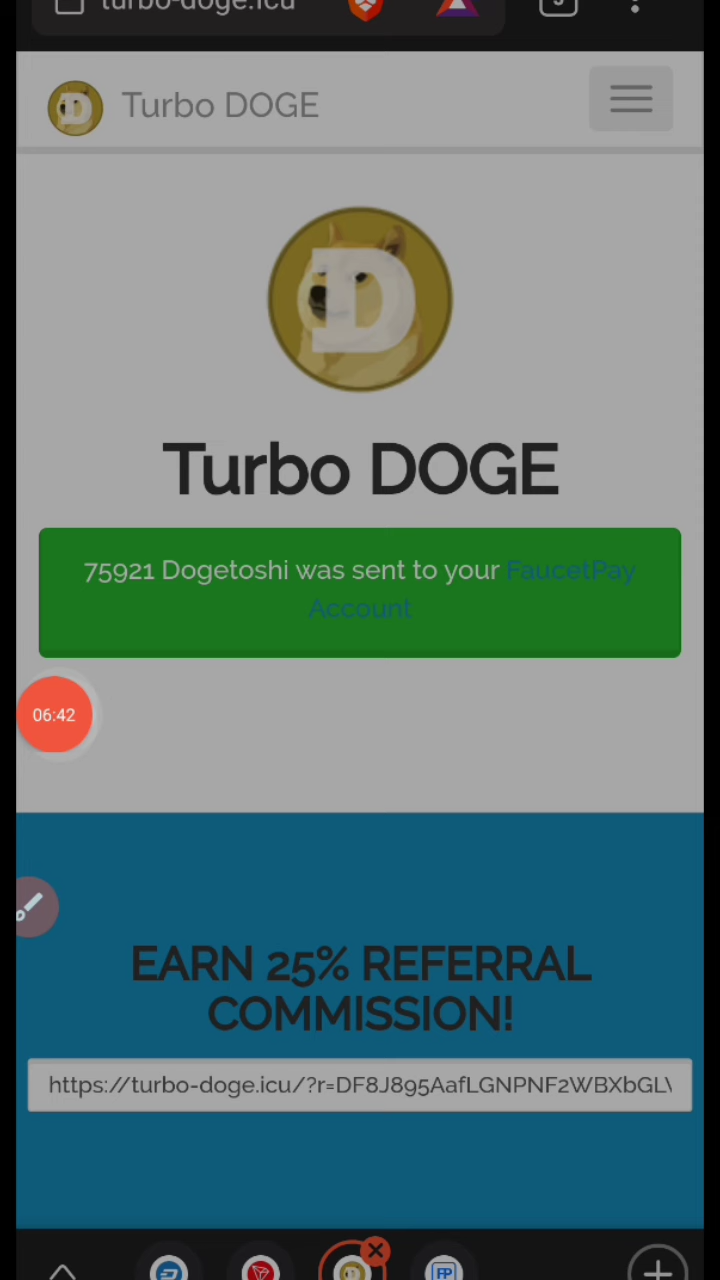 turbo-doge.icu
Turbo DOGE
D
Turbo DOGE
75921 Dogetoshi was sent to your FaucetPay
Account
06:42
EARN 25% REFERRAL
COMMISSION!
https://turbo-doge.icu/?r=DF8J895AafLGNPNF2WBXbGL